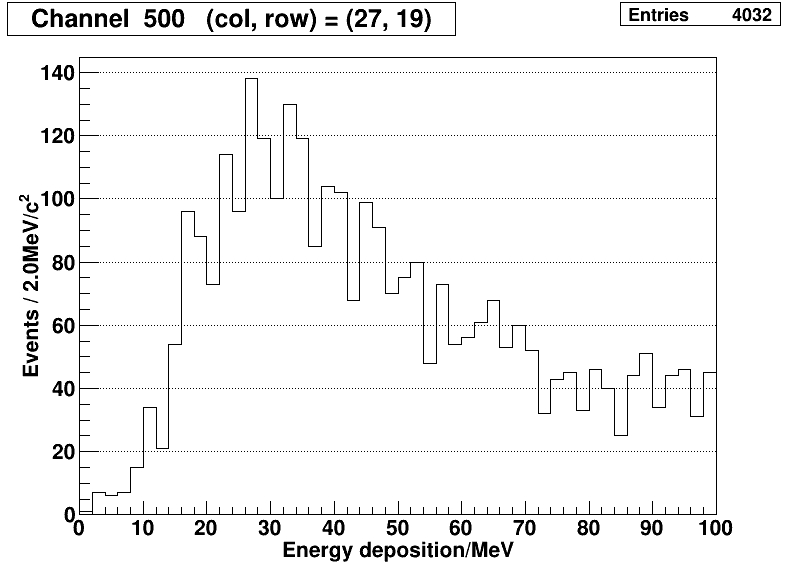 Channel 500 (col, row) = (27, 19)
Entries 4032
Events / 2.0MeV/c²
140
120
100
80
60
40
20
0
0 10 20 30 40 50 60 70 80 90 100
Energy deposition/MeV